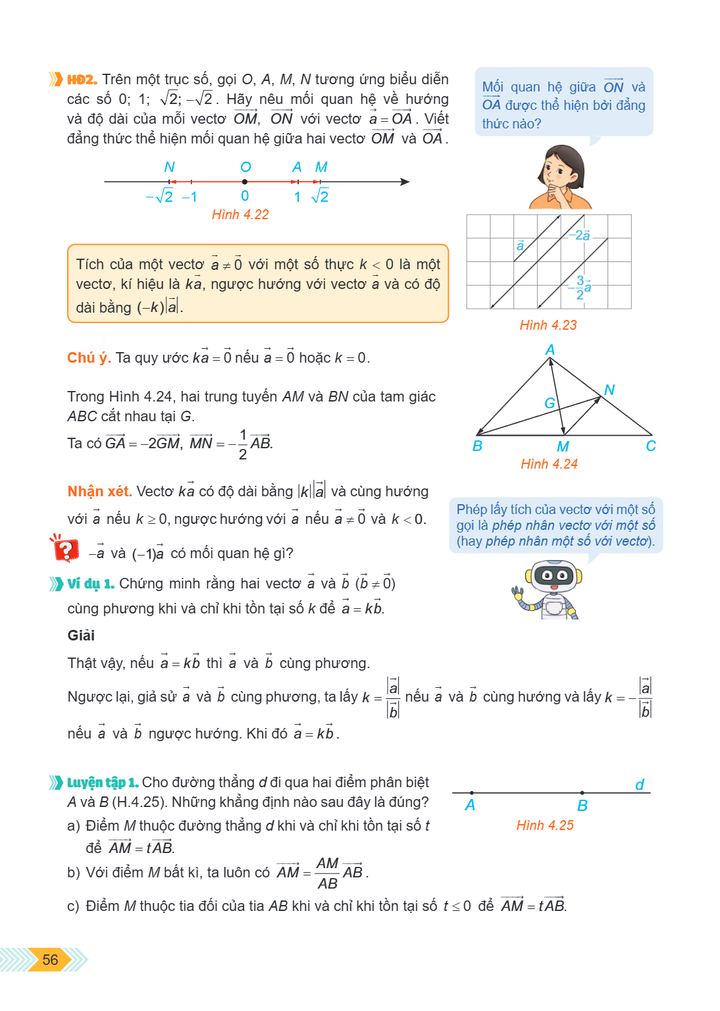 HĐ2. Trên một trục số, gọi O, A, M, N tương ứng biểu diễn
các số 0; 1; √2; −√2. Hãy nêu mối quan hệ về hướng
và độ dài của mỗi vectơ OM→, ON→ với vectơ a→ = OA→. Viết
đẳng thức thể hiện mối quan hệ giữa hai vectơ OM→ và OA→.
Mối quan hệ giữa ON→ và
OA→ được thể hiện bởi đẳng
thức nào?
N O A M
−√2 −1 0 1 √2
Hình 4.22
a→
−2a→
−3/2 a→
Hình 4.23
Tích của một vectơ a→ ≠ 0→ với một số thực k < 0 là một
vectơ, kí hiệu là ka→, ngược hướng với vectơ a→ và có độ
dài bằng (−k)|a→|.
Chú ý. Ta quy ước ka→ = 0→ nếu a→ = 0→ hoặc k = 0.
Trong Hình 4.24, hai trung tuyến AM và BN của tam giác
ABC cắt nhau tại G.
Ta có GA→ = −2GM→, MN→ = −1/2 AB→.
A
N
G
B M C
Hình 4.24
Nhận xét. Vectơ ka→ có độ dài bằng |k||a→| và cùng hướng
với a→ nếu k ≥ 0, ngược hướng với a→ nếu a→ ≠ 0→ và k < 0.
Phép lấy tích của vectơ với một số
gọi là phép nhân vectơ với một số
(hay phép nhân một số với vectơ).
? −a→ và (−1)a→ có mối quan hệ gì?
Ví dụ 1. Chứng minh rằng hai vectơ a→ và b→ (b→ ≠ 0→)
cùng phương khi và chỉ khi tồn tại số k để a→ = kb→.
Giải
Thật vậy, nếu a→ = kb→ thì a→ và b→ cùng phương.
Ngược lại, giả sử a→ và b→ cùng phương, ta lấy k = |a→|/|b→| nếu a→ và b→ cùng hướng và lấy k = −|a→|/|b→|
nếu a→ và b→ ngược hướng. Khi đó a→ = kb→.
Luyện tập 1. Cho đường thẳng d đi qua hai điểm phân biệt
A và B (H.4.25). Những khẳng định nào sau đây là đúng?
a) Điểm M thuộc đường thẳng d khi và chỉ khi tồn tại số t
để AM→ = tAB→.
b) Với điểm M bất kì, ta luôn có AM→ = AM/AB AB→.
c) Điểm M thuộc tia đối của tia AB khi và chỉ khi tồn tại số t ≤ 0 để AM→ = tAB→.
d
A B
Hình 4.25
56